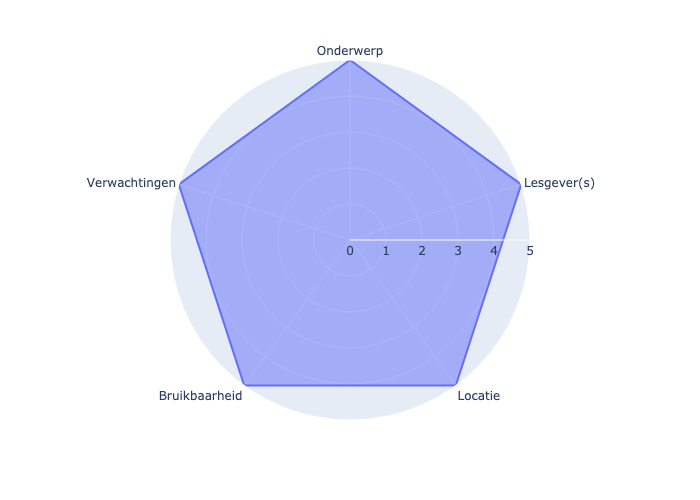 Onderwerp
Verwachtingen
Lesgever(s)
0 1 2 3 4 5
Bruikbaarheid
Locatie